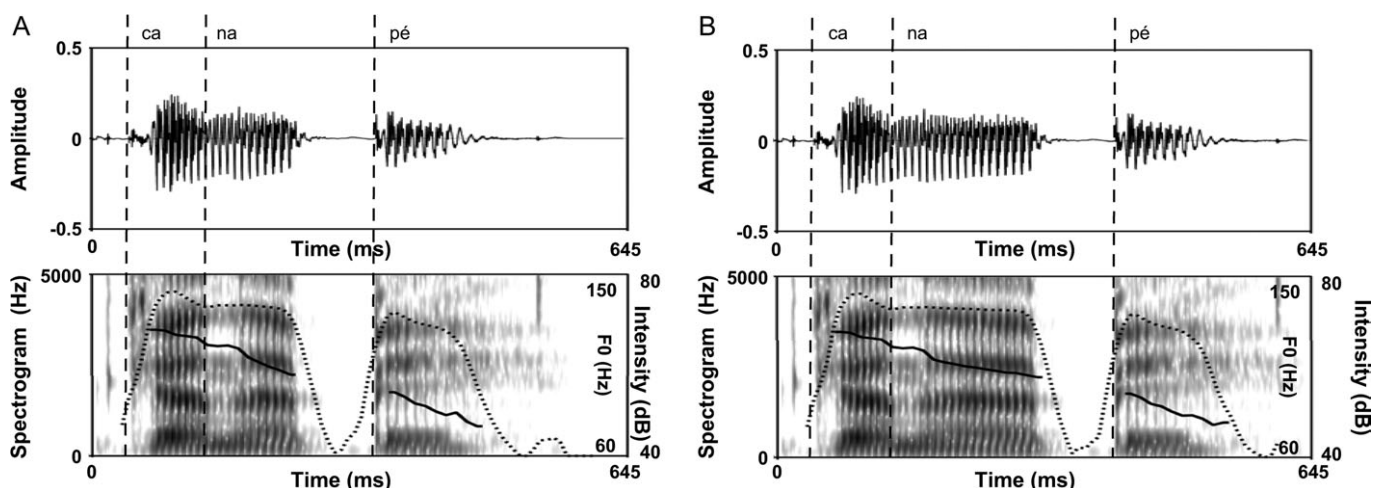 A ca na pé
0.5
Amplitude
0
-0.5
0 Time (ms) 645
5000
Spectrogram (Hz)
0
80
150
F0 (Hz)
Intensity (dB)
60
40
0 Time (ms) 645
B ca na pé
0.5
Amplitude
0
-0.5
0 Time (ms) 645
5000
Spectrogram (Hz)
0
80
150
F0 (Hz)
Intensity (dB)
60
40
0 Time (ms) 645